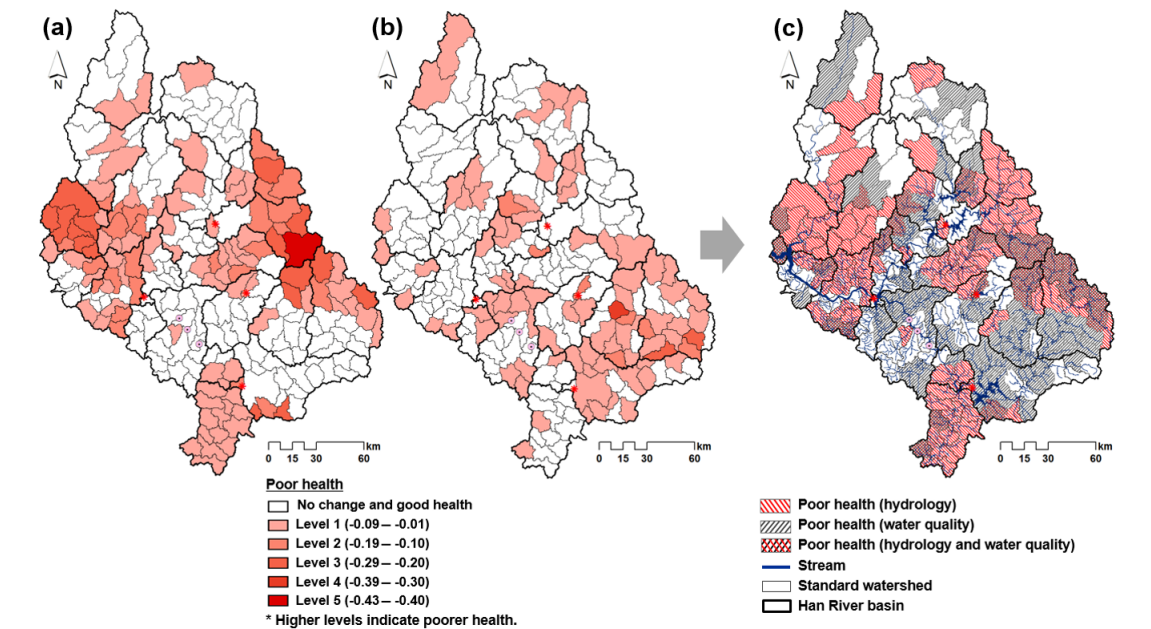 (a)
N
(b)
N
(c)
N
0 15 30 60 km
0 15 30 60 km
0 15 30 60 km
Poor health
No change and good health
Level 1 (-0.09 — -0.01)
Level 2 (-0.19 — -0.10)
Level 3 (-0.29 — -0.20)
Level 4 (-0.39 — -0.30)
Level 5 (-0.43 — -0.40)
* Higher levels indicate poorer health.
Poor health (hydrology)
Poor health (water quality)
Poor health (hydrology and water quality)
Stream
Standard watershed
Han River basin